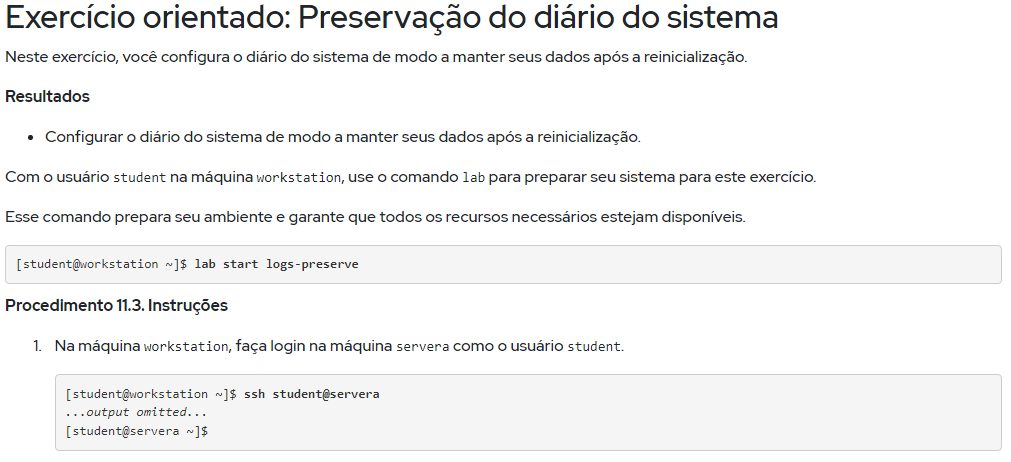 Exercício orientado: Preservação do diário do sistema
Neste exercício, você configura o diário do sistema de modo a manter seus dados após a reinicialização.
Resultados
• Configurar o diário do sistema de modo a manter seus dados após a reinicialização.
Com o usuário student na máquina workstation, use o comando lab para preparar seu sistema para este exercício.
Esse comando prepara seu ambiente e garante que todos os recursos necessários estejam disponíveis.
[student@workstation ~]$ lab start logs-preserve
Procedimento 11.3. Instruções
1. Na máquina workstation, faça login na máquina servera como o usuário student.
[student@workstation ~]$ ssh student@servera
...output omitted...
[student@servera ~]$